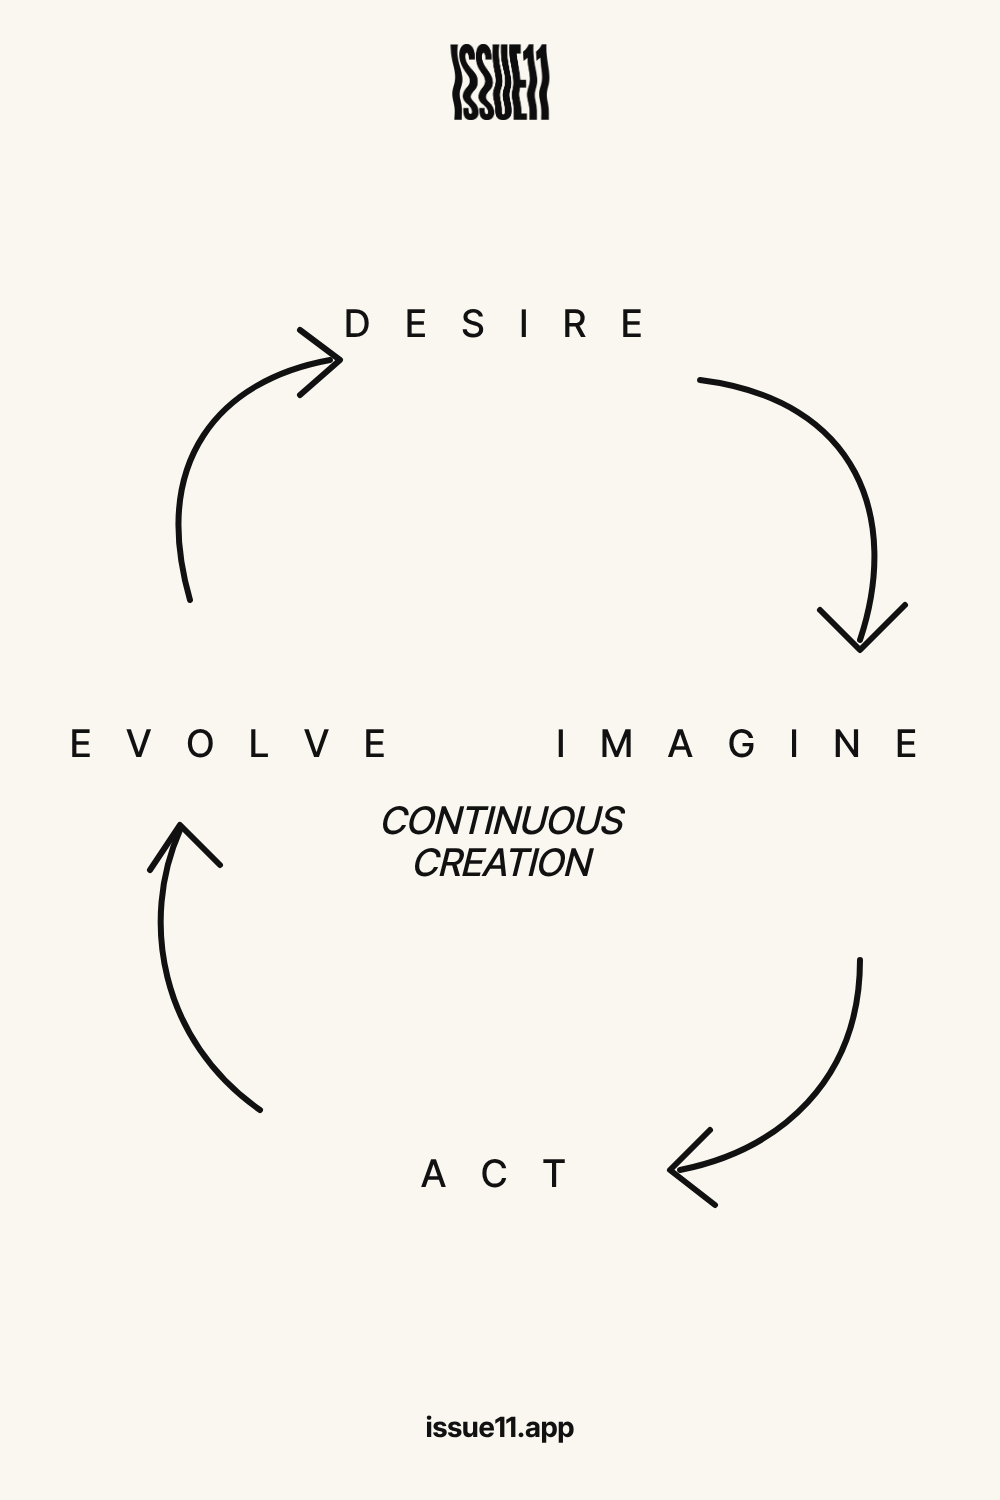 ISSUE11
DESIRE
EVOLVE IMAGINE
CONTINUOUS
CREATION
ACT
issue11.app